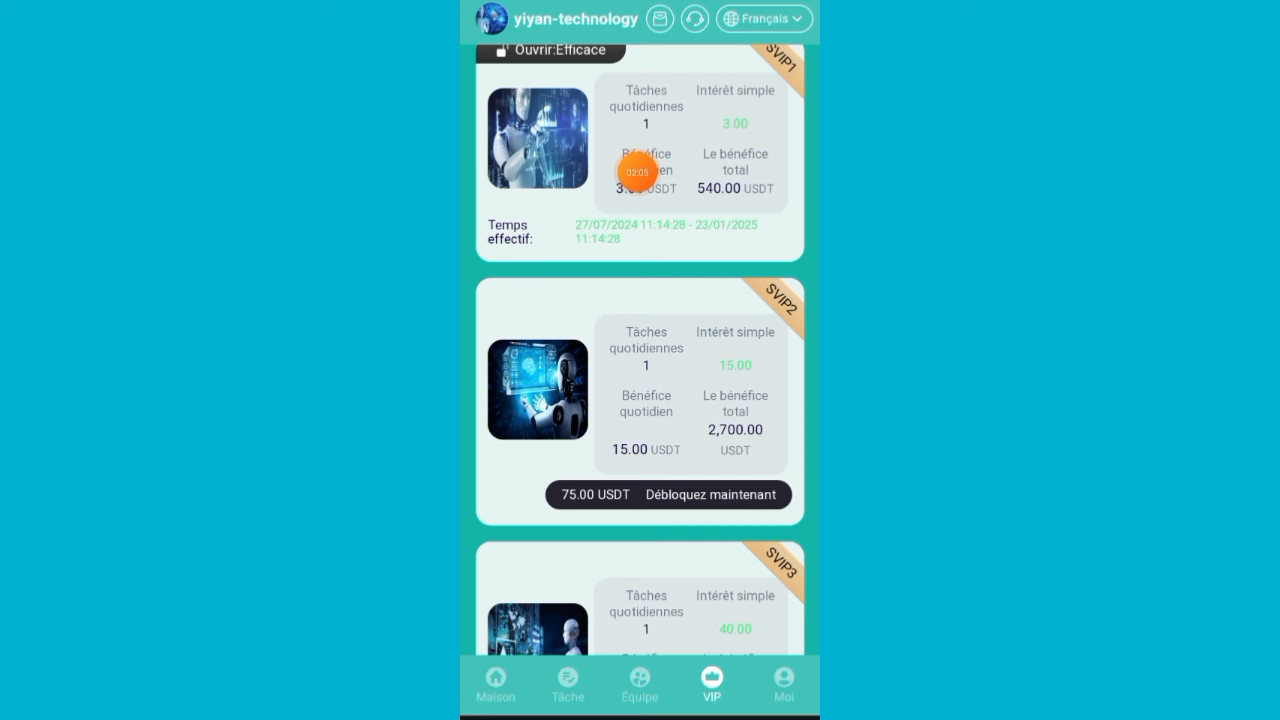 yiyan-technology
Français
Ouvrir:Efficace
SVIP1
Tâches Intérêt simple
quotidiennes
1 3.00
Le bénéfice
total
02:05
USDT 540.00 USDT
Temps 27/07/2024 11:14:28 - 23/01/2025
effectif: 11:14:28
SVIP2
Tâches Intérêt simple
quotidiennes
1 15.00
Bénéfice Le bénéfice
quotidien total
2,700.00
15.00 USDT USDT
75.00 USDT Débloquez maintenant
SVIP3
Tâches Intérêt simple
quotidiennes
1 40.00
Maison Tâche Équipe VIP Moi